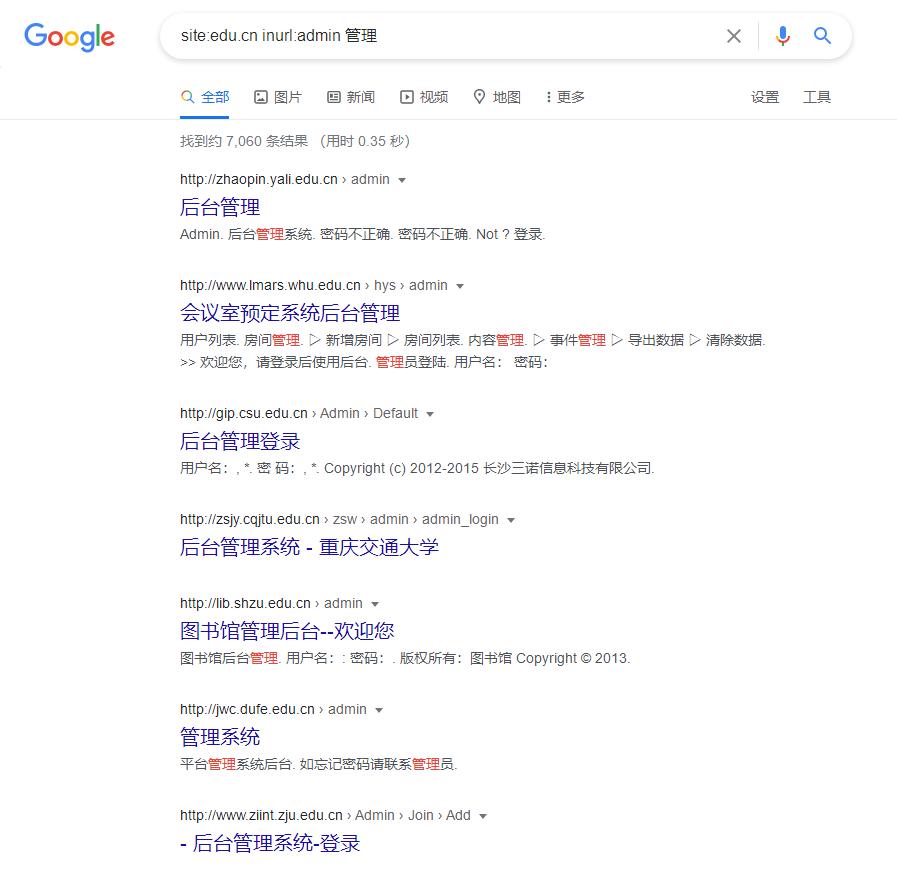 Google
site:edu.cn inurl:admin 管理
全部 图片 新闻 视频 地图 更多 设置 工具
找到约 7,060 条结果 （用时 0.35 秒）
http://zhaopin.yali.edu.cn › admin
后台管理
Admin. 后台管理系统. 密码不正确. 密码不正确. Not ? 登录.
http://www.lmars.whu.edu.cn › hys › admin
会议室预定系统后台管理
用户列表. 房间管理. ▷ 新增房间 ▷ 房间列表. 内容管理. ▷ 事件管理 ▷ 导出数据 ▷ 清除数据.
>> 欢迎您，请登录后使用后台. 管理员登陆. 用户名： 密码：
http://gip.csu.edu.cn › Admin › Default
后台管理登录
用户名：, *. 密 码：, *. Copyright (c) 2012-2015 长沙三诺信息科技有限公司.
http://zsjy.cqjtu.edu.cn › zsw › admin › admin_login
后台管理系统 - 重庆交通大学
http://lib.shzu.edu.cn › admin
图书馆管理后台--欢迎您
图书馆后台管理. 用户名：: 密码：. 版权所有：图书馆 Copyright © 2013.
http://jwc.dufe.edu.cn › admin
管理系统
平台管理系统后台. 如忘记密码请联系管理员.
http://www.ziint.zju.edu.cn › Admin › Join › Add
- 后台管理系统-登录